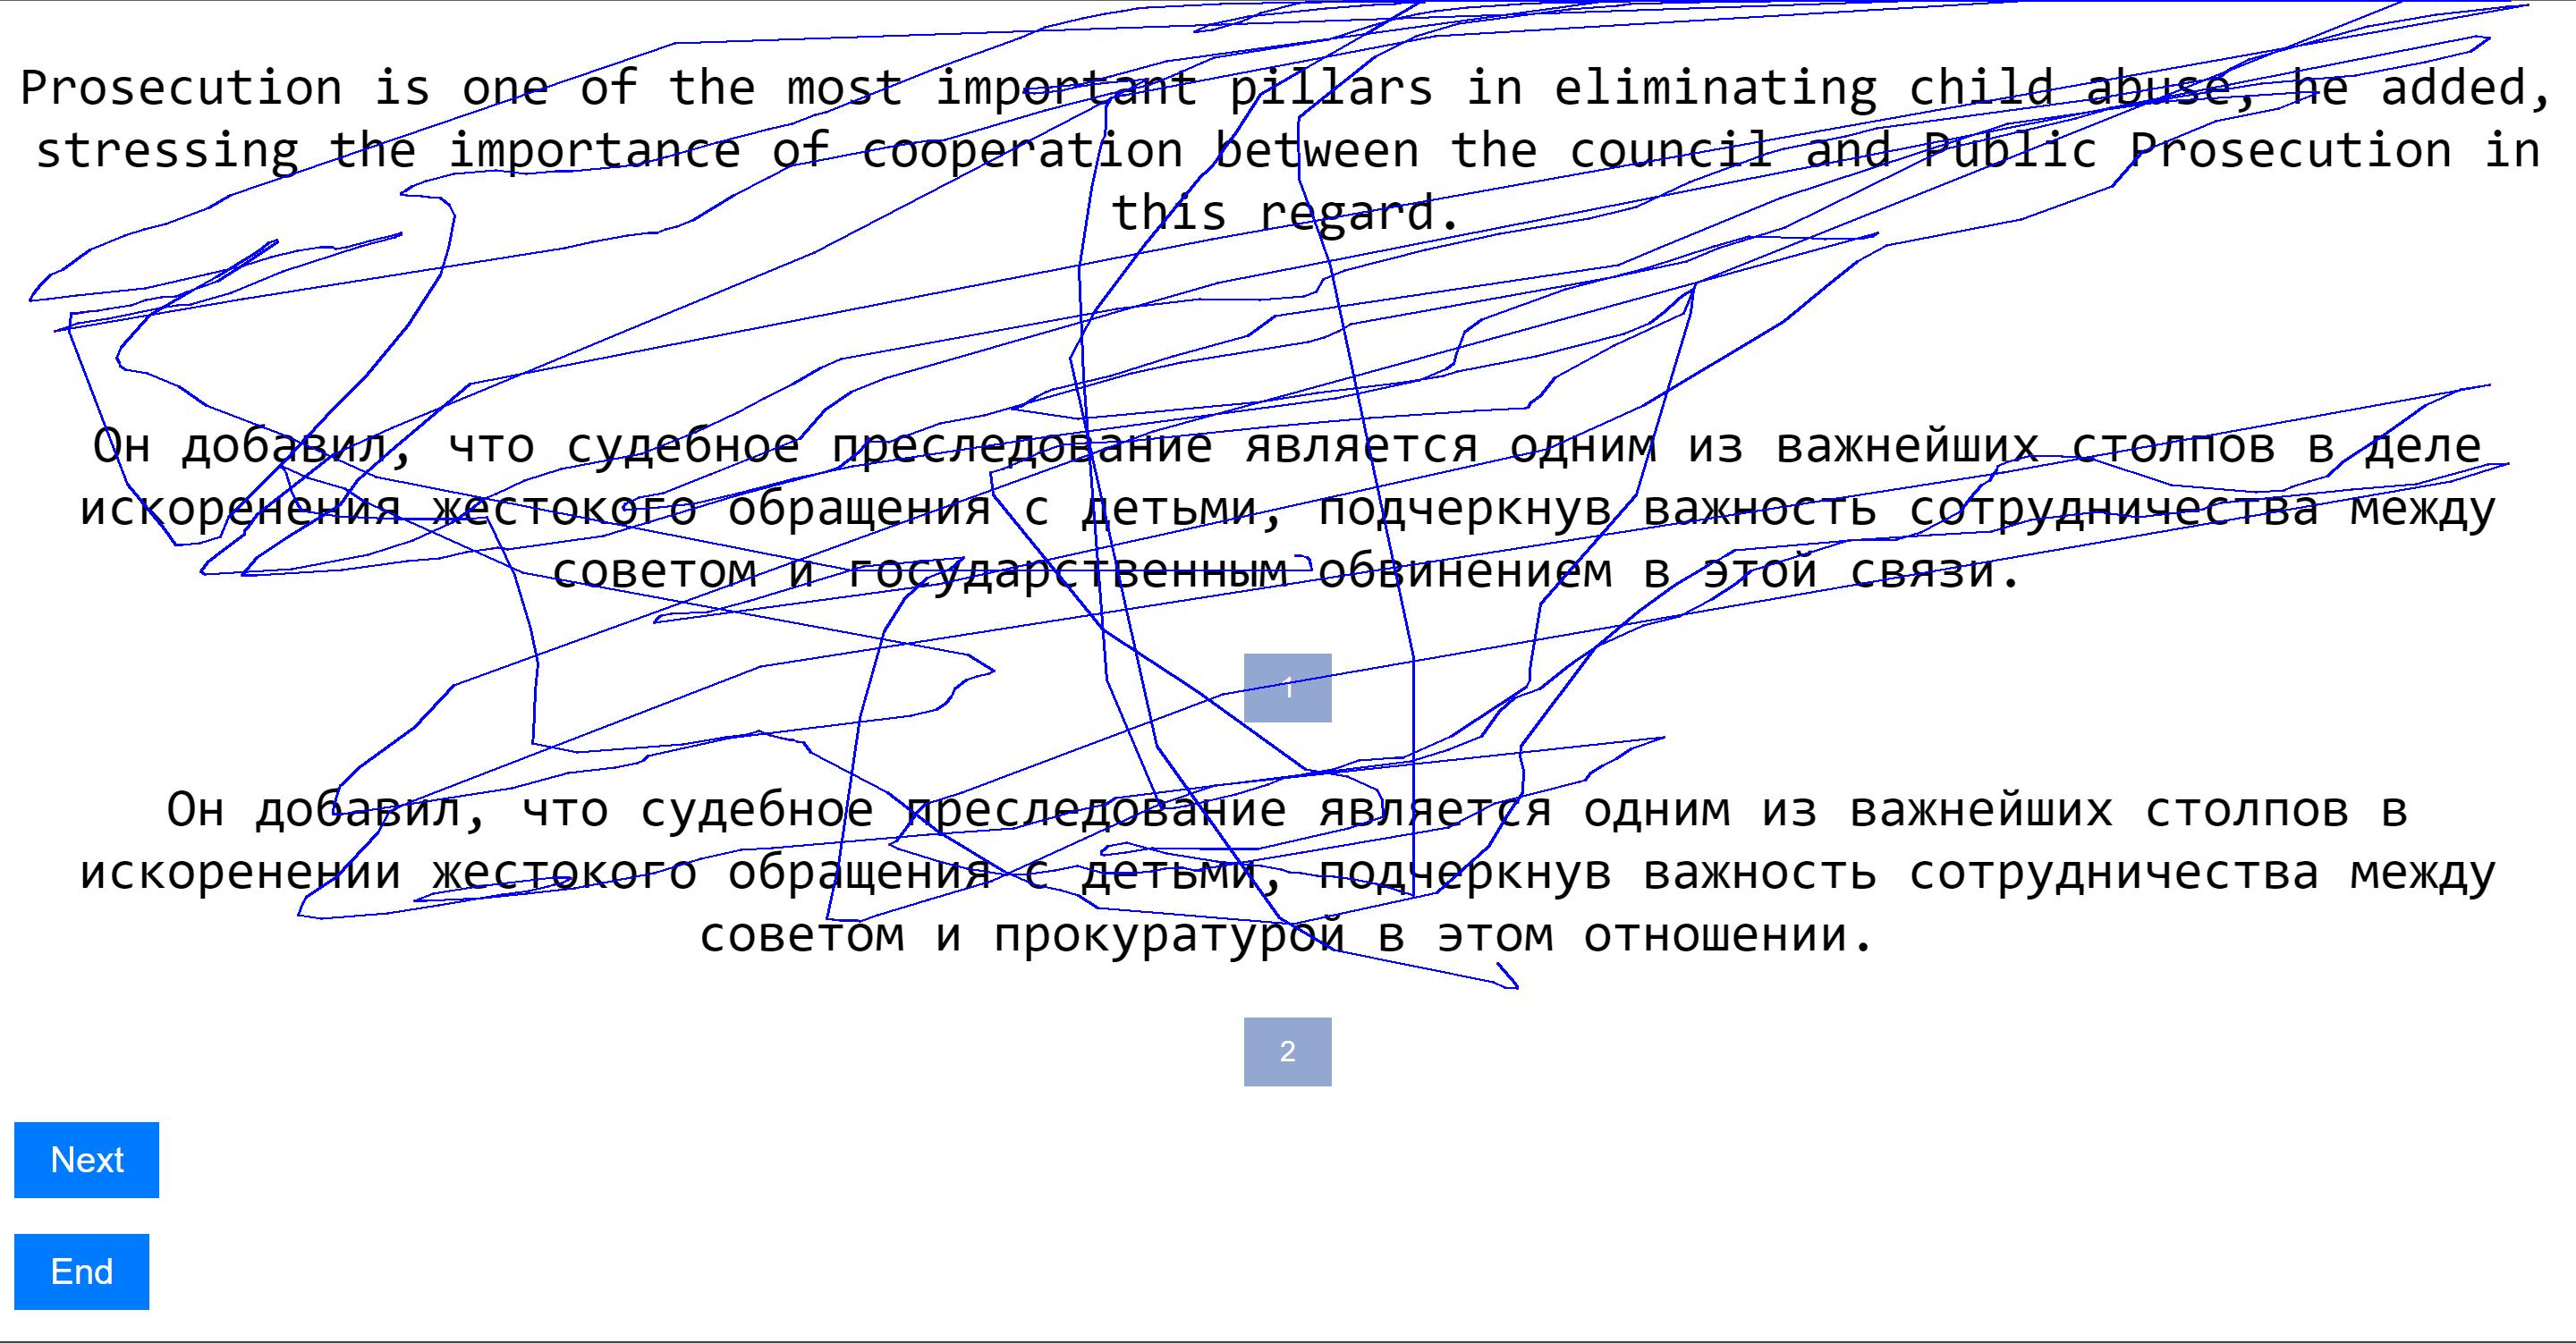 Prosecution is one of the most important pillars in eliminating child abuse, he added,
stressing the importance of cooperation between the council and Public Prosecution in
this regard.
Он добавил, что судебное преследование является одним из важнейших столпов в деле
искоренения жестокого обращения с детьми, подчеркнув важность сотрудничества между
советом и государственным обвинением в этой связи.
1
Он добавил, что судебное преследование является одним из важнейших столпов в
искоренении жестокого обращения с детьми, подчеркнув важность сотрудничества между
советом и прокуратурой в этом отношении.
2
Next
End